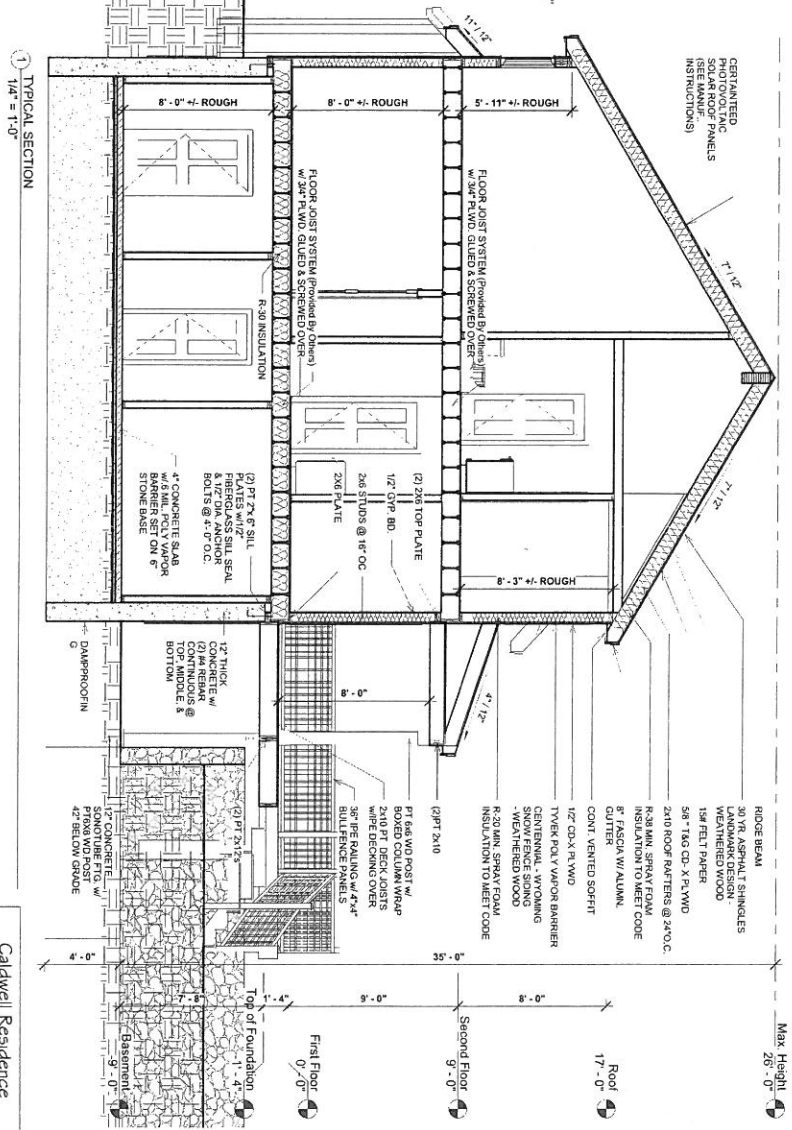 CERTAINTEED
PHOTOVOLTAIC
SOLAR ROOF PANELS
(SEE MANUF.
INSTRUCTIONS)
7" / 12"
7" / 12"
11" / 12"
4" / 12"
RIDGE BEAM
30 YR. ASPHALT SHINGLES
LANDMARK DESIGN -
WEATHERED WOOD
15# FELT PAPER
5/8" T&G CD- X PLYWD
2x10 ROOF RAFTERS @ 24"O.C.
R-38 MIN. SPRAY FOAM
INSULATION TO MEET CODE
8" FASCIA W/ ALUMN.
GUTTER
CONT. VENTED SOFFIT
1/2" CD-X PLYWD
TYVEK POLY VAPOR BARRIER
CENTENNIAL - WYOMING
SNOW FENCE SIDING
- WEATHERED WOOD
R-20 MIN. SPRAY FOAM
INSULATION TO MEET CODE
(2)PT 2x10
PT 6x6 WD POST w/
BOXED COLUMN WRAP
2x10 PT. DECK JOISTS
w/IPE DECKING OVER
36" IPE RAILING w/ 4"x4"
BULLFENCE PANELS
(2) PT 2x12's
12" CONCRETE
SONOTUBE FTG. w/
PT6X6 WD POST
42" BELOW GRADE
5' - 11" +/- ROUGH
8' - 3" +/- ROUGH
FLOOR JOIST SYSTEM (Provided By Others)
w/ 3/4" PLWD. GLUED & SCREWED OVER
8' - 0" +/- ROUGH
(2) 2X6 TOP PLATE
1/2" GYP. BD.
2x6 STUDS @ 16" OC
2X6 PLATE
8' - 0"
FLOOR JOIST SYSTEM (Provided By Others)
w/ 3/4" PLWD. GLUED & SCREWED OVER
8' - 0" +/- ROUGH
R-30 INSULATION
(2) PT 2"x 6" SILL
PLATES w/1/2"
FIBERGLASS SILL SEAL
& 1/2" DIA. ANCHOR
BOLTS @ 4'-0" O.C.
4" CONCRETE SLAB
w/ 6 MIL. POLY VAPOR
BARRIER SET ON 6"
STONE BASE
12" THICK
CONCRETE w/
(2) #4 REBAR
CONTINUOUS @
TOP, MIDDLE, &
BOTTOM
DAMPPROOFIN
G
Max. Height
26' - 0"
Roof
17' - 0"
Second Floor
9' - 0"
First Floor
0' - 0"
Top of Foundation
-1' - 4"
Basement
-9' - 0"
35' - 0"
8' - 0"
9' - 0"
1' - 4"
7' - 8"
4' - 0"
1 TYPICAL SECTION
1/4" = 1'-0"
Caldwell Residence